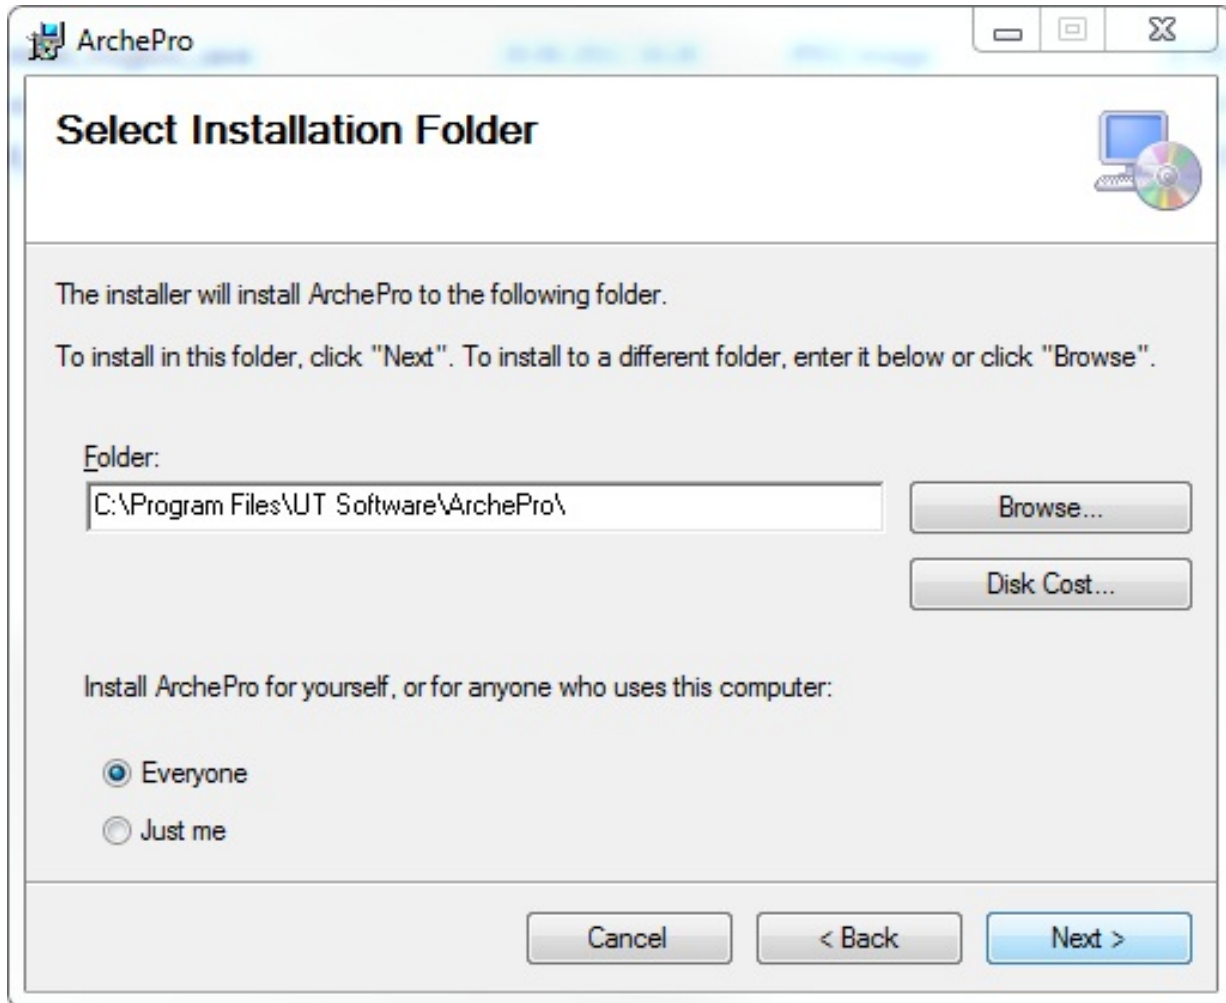 ArchePro
Select Installation Folder
The installer will install ArchePro to the following folder.
To install in this folder, click "Next". To install to a different folder, enter it below or click "Browse".
Folder:
C:\Program Files\UT Software\ArchePro\
Browse...
Disk Cost...
Install ArchePro for yourself, or for anyone who uses this computer:
Everyone
Just me
Cancel
< Back
Next >